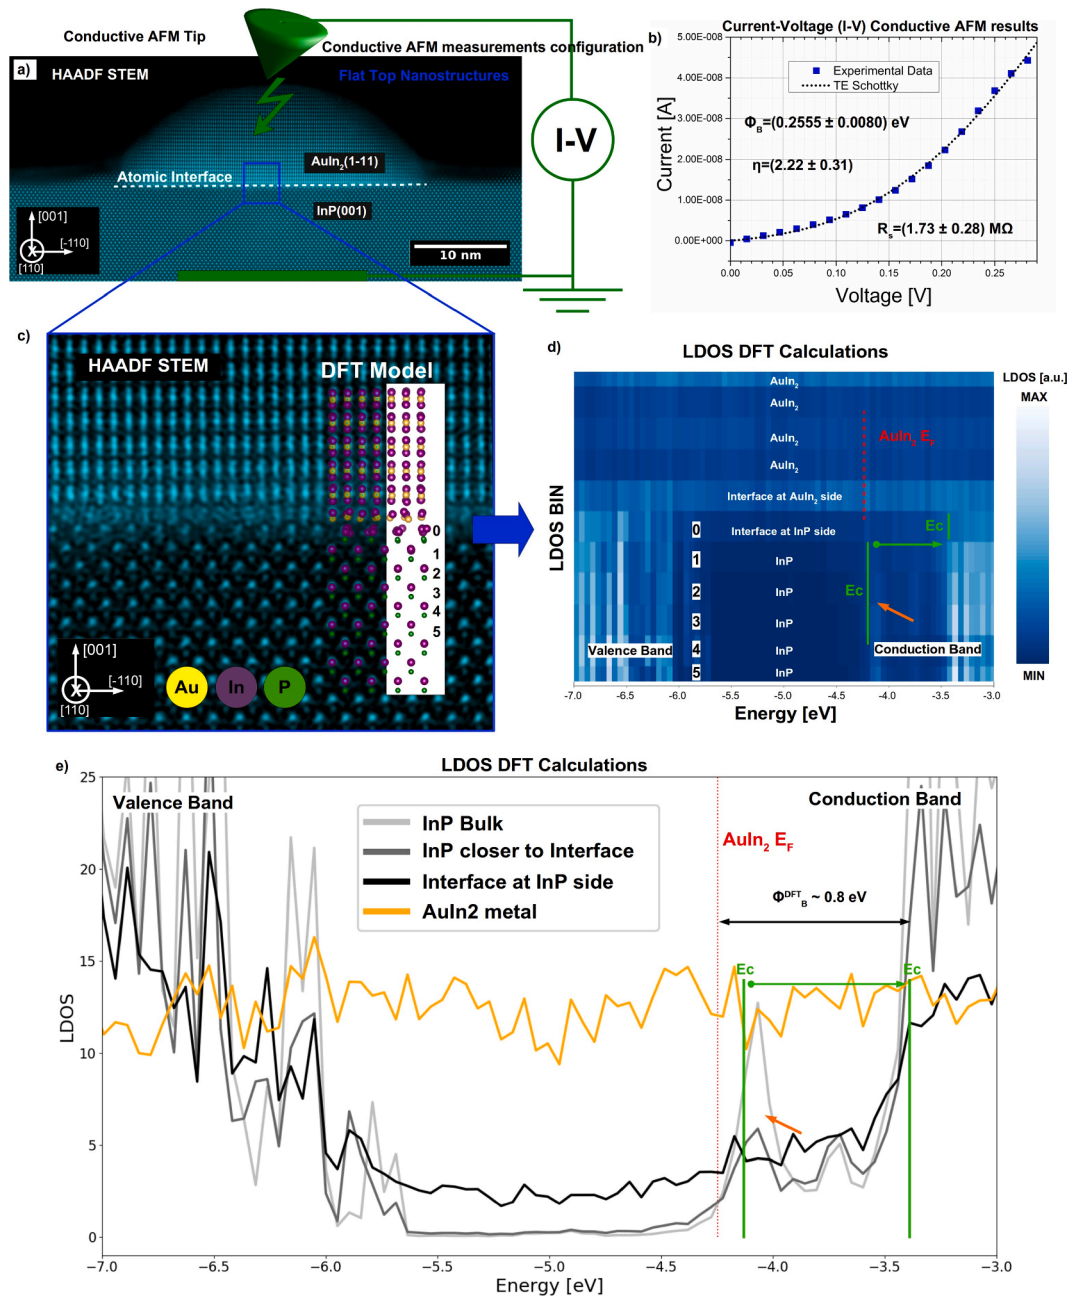 Conductive AFM Tip
Conductive AFM measurements configuration
a)
HAADF STEM
Flat Top Nanostructures
AuIn2(1-11)
Atomic Interface
InP(001)
[001]
[-110]
X
[110]
10 nm
I-V
b)
Current-Voltage (I-V) Conductive AFM results
5.00E-008
4.00E-008
3.00E-008
2.00E-008
1.00E-008
0.00E+000
Current [A]
Experimental Data
TE Schottky
Φ_B=(0.2555 ± 0.0080) eV
η=(2.22 ± 0.31)
R_s=(1.73 ± 0.28) MΩ
0.00 0.05 0.10 0.15 0.20 0.25
Voltage [V]
c)
HAADF STEM
DFT Model
0
1
2
3
4
5
[001]
[-110]
X
[110]
Au In P
d)
LDOS DFT Calculations
LDOS BIN
AuIn2
AuIn2
AuIn2
AuIn2
AuIn2 E_F
Interface at AuIn2 side
0 Interface at InP side
Ec
1 InP
2 InP
Ec
3 InP
4 InP
5 InP
Valence Band
Conduction Band
-7.0 -6.5 -6.0 -5.5 -5.0 -4.5 -4.0 -3.5 -3.0
Energy [eV]
LDOS [a.u.]
MAX
MIN
e)
LDOS DFT Calculations
25
20
15
10
5
0
LDOS
Valence Band
Conduction Band
InP Bulk
InP closer to Interface
Interface at InP side
AuIn2 metal
AuIn2 E_F
Φ_B^DFT ~ 0.8 eV
Ec
Ec
−7.0 −6.5 −6.0 −5.5 −5.0 −4.5 −4.0 −3.5 −3.0
Energy [eV]